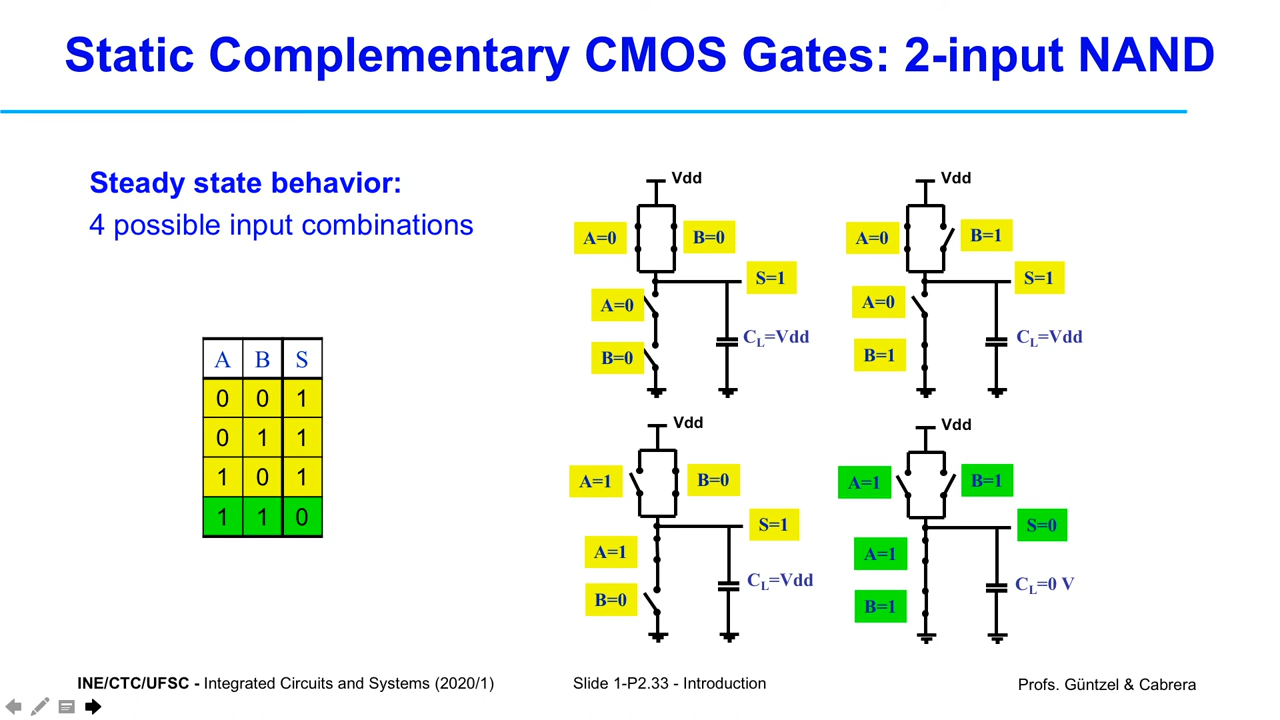 Static Complementary CMOS Gates: 2-input NAND
Steady state behavior:
4 possible input combinations
A B S
0 0 1
0 1 1
1 0 1
1 1 0
Vdd
A=0
B=0
S=1
A=0
CL=Vdd
B=0
Vdd
A=0
B=1
S=1
A=0
CL=Vdd
B=1
Vdd
A=1
B=0
S=1
A=1
CL=Vdd
B=0
Vdd
A=1
B=1
S=0
A=1
CL=0 V
B=1
INE/CTC/UFSC - Integrated Circuits and Systems (2020/1)
Slide 1-P2.33 - Introduction
Profs. Güntzel & Cabrera